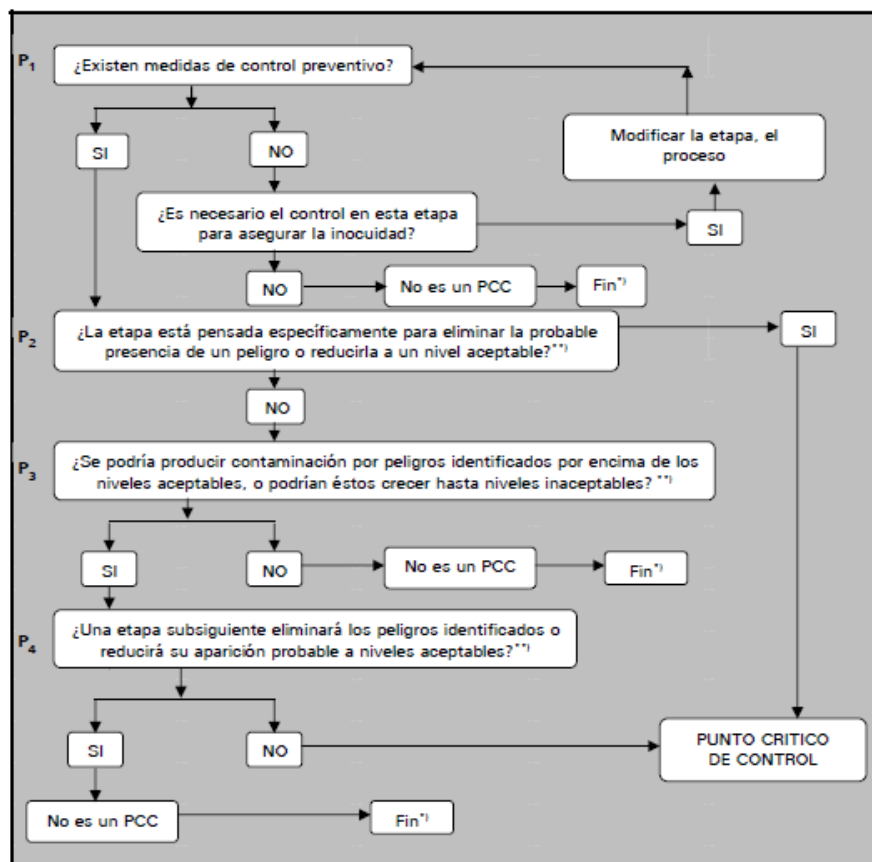 P1
¿Existen medidas de control preventivo?
SI
NO
Modificar la etapa, el
proceso
¿Es necesario el control en esta etapa
para asegurar la inocuidad?
SI
NO
No es un PCC
Fin*)
P2
¿La etapa está pensada específicamente para eliminar la probable
presencia de un peligro o reducirla a un nivel aceptable?**)
SI
NO
P3
¿Se podría producir contaminación por peligros identificados por encima de los
niveles aceptables, o podrían éstos crecer hasta niveles inaceptables? **)
SI
NO
No es un PCC
Fin*)
P4
¿Una etapa subsiguiente eliminará los peligros identificados o
reducirá su aparición probable a niveles aceptables?**)
SI
NO
PUNTO CRITICO
DE CONTROL
No es un PCC
Fin*)